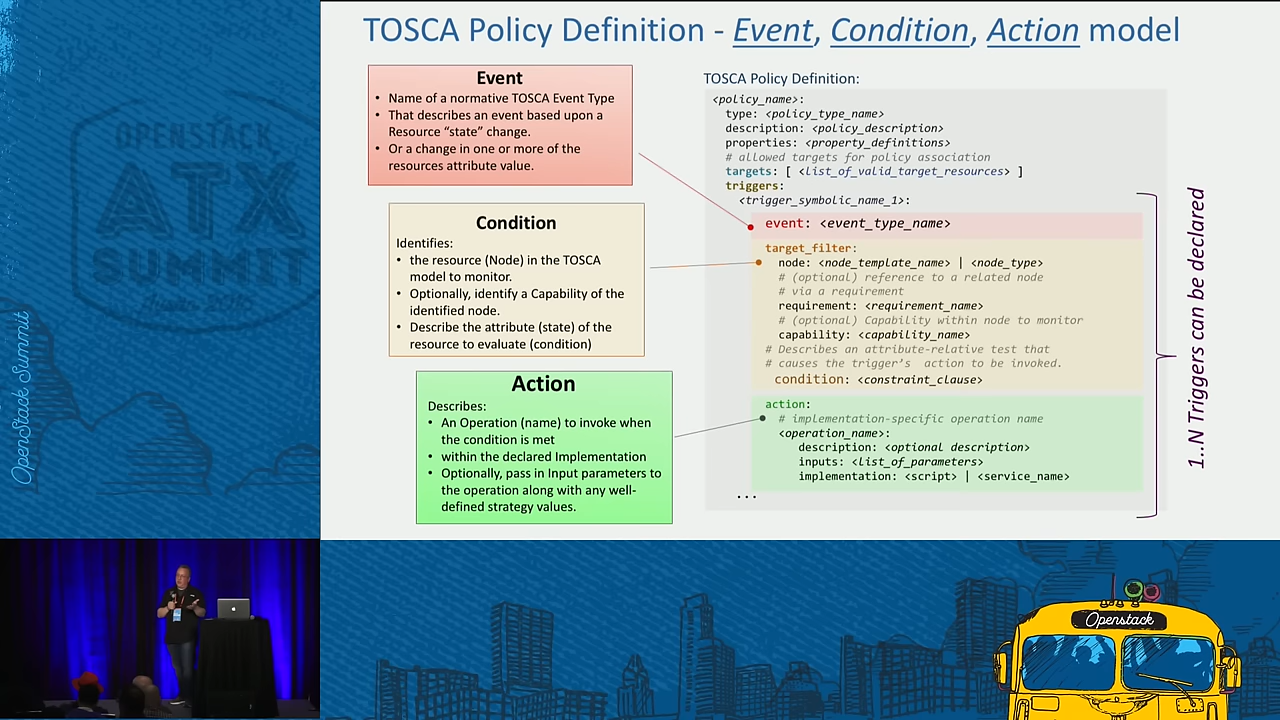 TOSCA Policy Definition - Event, Condition, Action model
Event
• Name of a normative TOSCA Event Type
• That describes an event based upon a
Resource “state” change.
• Or a change in one or more of the
resources attribute value.
Condition
Identifies:
• the resource (Node) in the TOSCA
model to monitor.
• Optionally, identify a Capability of the
identified node.
• Describe the attribute (state) of the
resource to evaluate (condition)
Action
Describes:
• An Operation (name) to invoke when
the condition is met
• within the declared Implementation
• Optionally, pass in Input parameters to
the operation along with any well-
defined strategy values.
TOSCA Policy Definition:
<policy_name>:
type: <policy_type_name>
description: <policy_description>
properties: <property_definitions>
# allowed targets for policy association
targets: [ <list_of_valid_target_resources> ]
triggers:
<trigger_symbolic_name_1>:
event: <event_type_name>
target_filter:
node: <node_template_name> | <node_type>
# (optional) reference to a related node
# via a requirement
requirement: <requirement_name>
# (optional) Capability within node to monitor
capability: <capability_name>
# Describes an attribute-relative test that
# causes the trigger’s action to be invoked.
condition: <constraint_clause>
action:
# implementation-specific operation name
<operation_name>:
description: <optional description>
inputs: <list_of_parameters>
implementation: <script> | <service_name>
...
1..N Triggers can be declared
OPENSTACK
ATX
SUMMIT
OpenStack Summit
Openstack